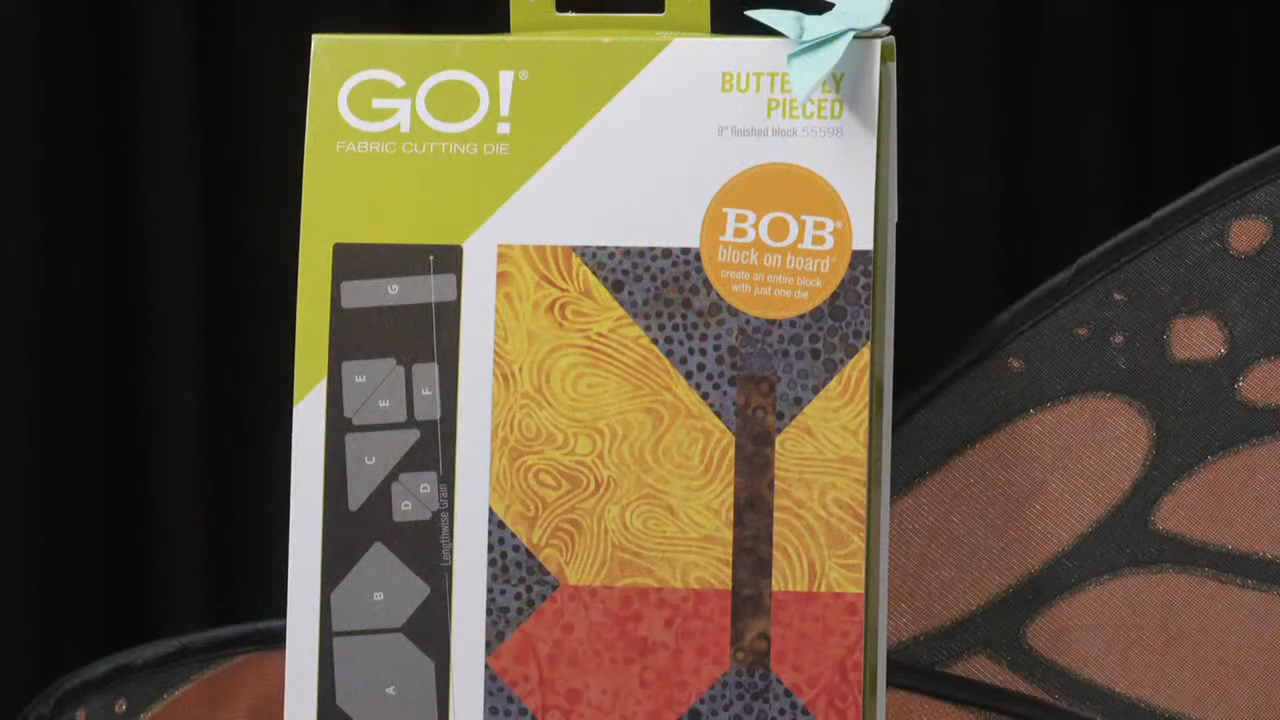 GO!®
FABRIC CUTTING DIE
PIECED
9" finished block 55598
BOB®
block on board®
create an entire block
with just one die
G
E
E
F
C
D
D
Lengthwise Grain
B
A